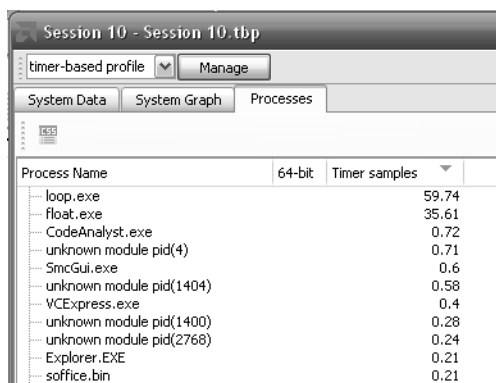 Session 10 - Session 10.tbp
timer-based profile Manage
System Data System Graph Processes
CSS
Process Name 64-bit Timer samples
loop.exe 59.74
float.exe 35.61
CodeAnalyst.exe 0.72
unknown module pid(4) 0.71
SmcGui.exe 0.6
unknown module pid(1404) 0.58
VCExpress.exe 0.4
unknown module pid(1400) 0.28
unknown module pid(2768) 0.24
Explorer.EXE 0.21
soffice.bin 0.21